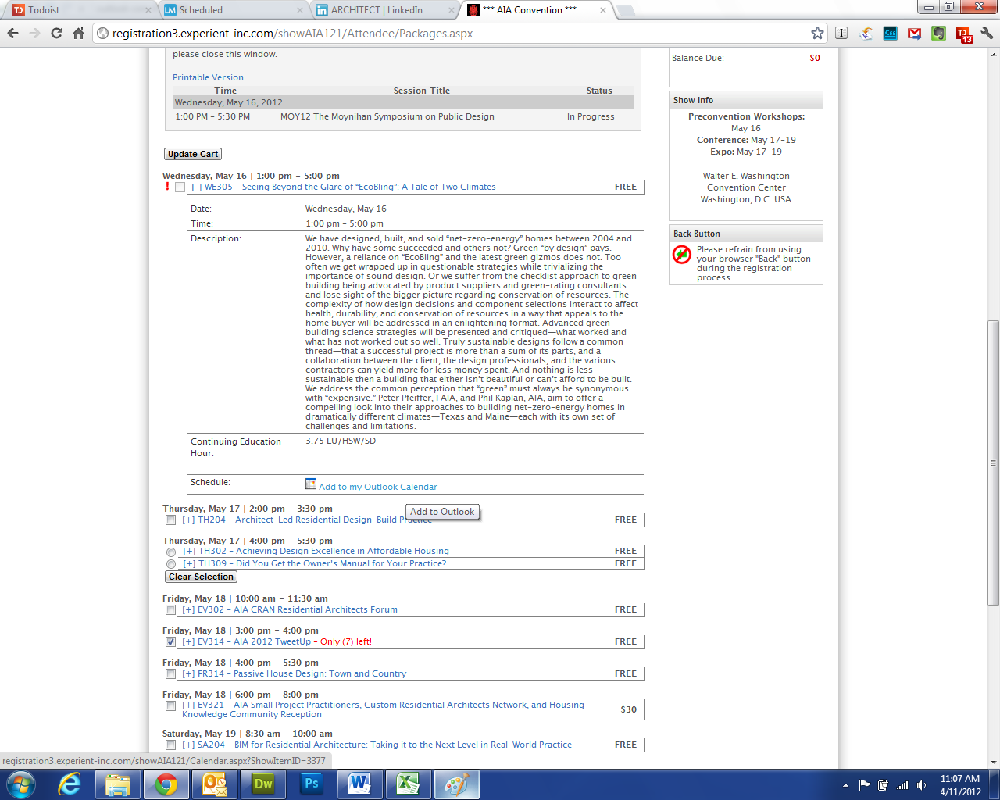 Todoist
Scheduled
ARCHITECT | LinkedIn
*** AIA Convention ***
registration3.experient-inc.com/showAIA121/Attendee/Packages.aspx
13
please close this window.
Printable Version
Time Session Title Status
Wednesday, May 16, 2012
1:00 PM - 5:30 PM MOY12 The Moynihan Symposium on Public Design In Progress
Update Cart
Wednesday, May 16 | 1:00 pm - 5:00 pm
! [-] WE305 - Seeing Beyond the Glare of “EcoBling”: A Tale of Two Climates FREE
Date: Wednesday, May 16
Time: 1:00 pm - 5:00 pm
Description: We have designed, built, and sold “net-zero-energy” homes between 2004 and
2010. Why have some succeeded and others not? Green “by design” pays.
However, a reliance on “EcoBling” and the latest green gizmos does not. Too
often we get wrapped up in questionable strategies while trivializing the
importance of sound design. Or we suffer from the checklist approach to green
building being advocated by product suppliers and green-rating consultants
and lose sight of the bigger picture regarding conservation of resources. The
complexity of how design decisions and component selections interact to affect
health, durability, and conservation of resources in a way that appeals to the
home buyer will be addressed in an enlightening format. Advanced green
building science strategies will be presented and critiqued—what worked and
what has not worked out so well. Truly sustainable designs follow a common
thread—that a successful project is more than a sum of its parts, and a
collaboration between the client, the design professionals, and the various
contractors can yield more for less money spent. And nothing is less
sustainable then a building that either isn’t beautiful or can’t afford to be built.
We address the common perception that “green” must always be synonymous
with “expensive.” Peter Pfeiffer, FAIA, and Phil Kaplan, AIA, aim to offer a
compelling look into their approaches to building net-zero-energy homes in
dramatically different climates—Texas and Maine—each with its own set of
challenges and limitations.
Continuing Education Hour: 3.75 LU/HSW/SD
Schedule: Add to my Outlook Calendar
Add to Outlook
Thursday, May 17 | 2:00 pm - 3:30 pm
[+] TH204 - Architect-Led Residential Design-Build Practice FREE
Thursday, May 17 | 4:00 pm - 5:30 pm
[+] TH302 - Achieving Design Excellence in Affordable Housing FREE
[+] TH309 - Did You Get the Owner's Manual for Your Practice? FREE
Clear Selection
Friday, May 18 | 10:00 am - 11:30 am
[+] EV302 - AIA CRAN Residential Architects Forum FREE
Friday, May 18 | 3:00 pm - 4:00 pm
[+] EV314 - AIA 2012 TweetUp - Only (7) left! FREE
Friday, May 18 | 4:00 pm - 5:30 pm
[+] FR314 - Passive House Design: Town and Country FREE
Friday, May 18 | 6:00 pm - 8:00 pm
[+] EV321 - AIA Small Project Practitioners, Custom Residential Architects Network, and Housing
Knowledge Community Reception $30
Saturday, May 19 | 8:30 am - 10:00 am
[+] SA204 - BIM for Residential Architecture: Taking it to the Next Level in Real-World Practice FREE
Balance Due: $0
Show Info
Preconvention Workshops:
May 16
Conference: May 17-19
Expo: May 17-19
Walter E. Washington
Convention Center
Washington, D.C. USA
Back Button
Please refrain from using
your browser "Back" button
during the registration
process.
registration3.experient-inc.com/showAIA121/Calendar.aspx?ShowItemID=3377
11:07 AM
4/11/2012